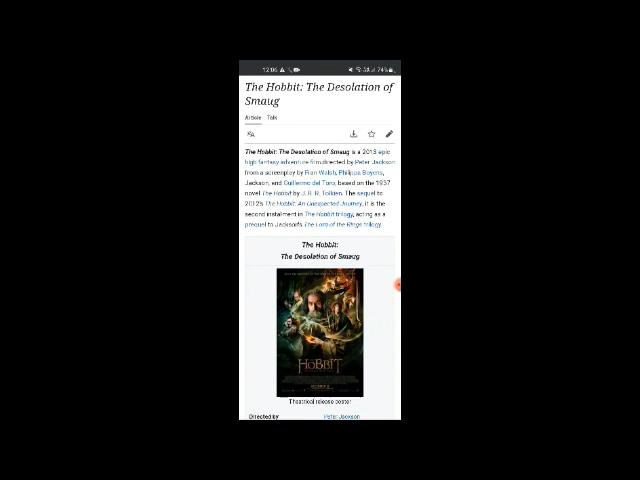 12:06
74%
The Hobbit: The Desolation of
Smaug
Article Talk
The Hobbit: The Desolation of Smaug is a 2013 epic
high fantasy adventure film directed by Peter Jackson
from a screenplay by Fran Walsh, Philippa Boyens,
Jackson, and Guillermo del Toro, based on the 1937
novel The Hobbit by J. R. R. Tolkien. The sequel to
2012's The Hobbit: An Unexpected Journey, it is the
second instalment in The Hobbit trilogy, acting as a
prequel to Jackson's The Lord of the Rings trilogy.
The Hobbit:
The Desolation of Smaug
THE HOBBIT
Theatrical release poster
Directed by Peter Jackson